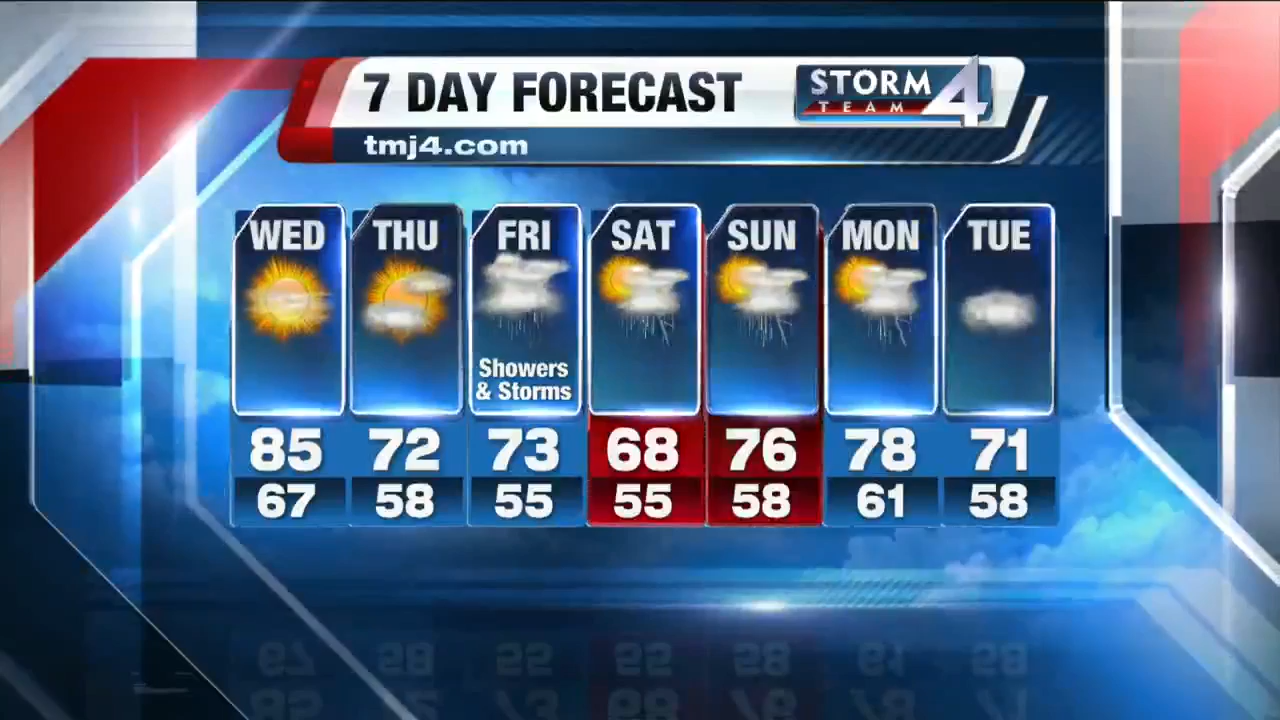 7 DAY FORECAST
STORM
TEAM 4
tmj4.com
WED THU FRI SAT SUN MON TUE
Showers
& Storms
85 72 73 68 76 78 71
67 58 55 55 58 61 58